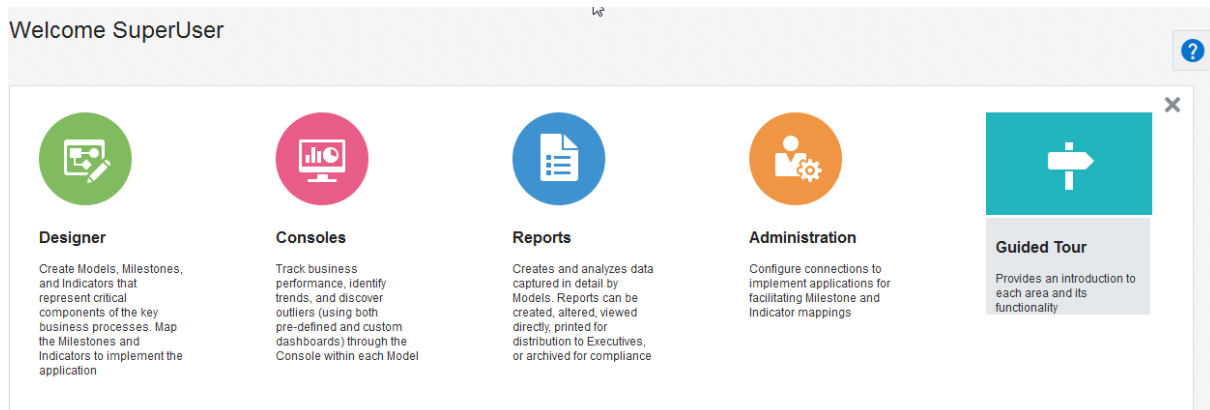 Welcome SuperUser
?
Designer
Create Models, Milestones,
and Indicators that
represent critical
components of the key
business processes. Map
the Milestones and
Indicators to implement the
application
Consoles
Track business
performance, identify
trends, and discover
outliers (using both
pre-defined and custom
dashboards) through the
Console within each Model
Reports
Creates and analyzes data
captured in detail by
Models. Reports can be
created, altered, viewed
directly, printed for
distribution to Executives,
or archived for compliance
Administration
Configure connections to
implement applications for
facilitating Milestone and
Indicator mappings
Guided Tour
Provides an introduction to
each area and its
functionality